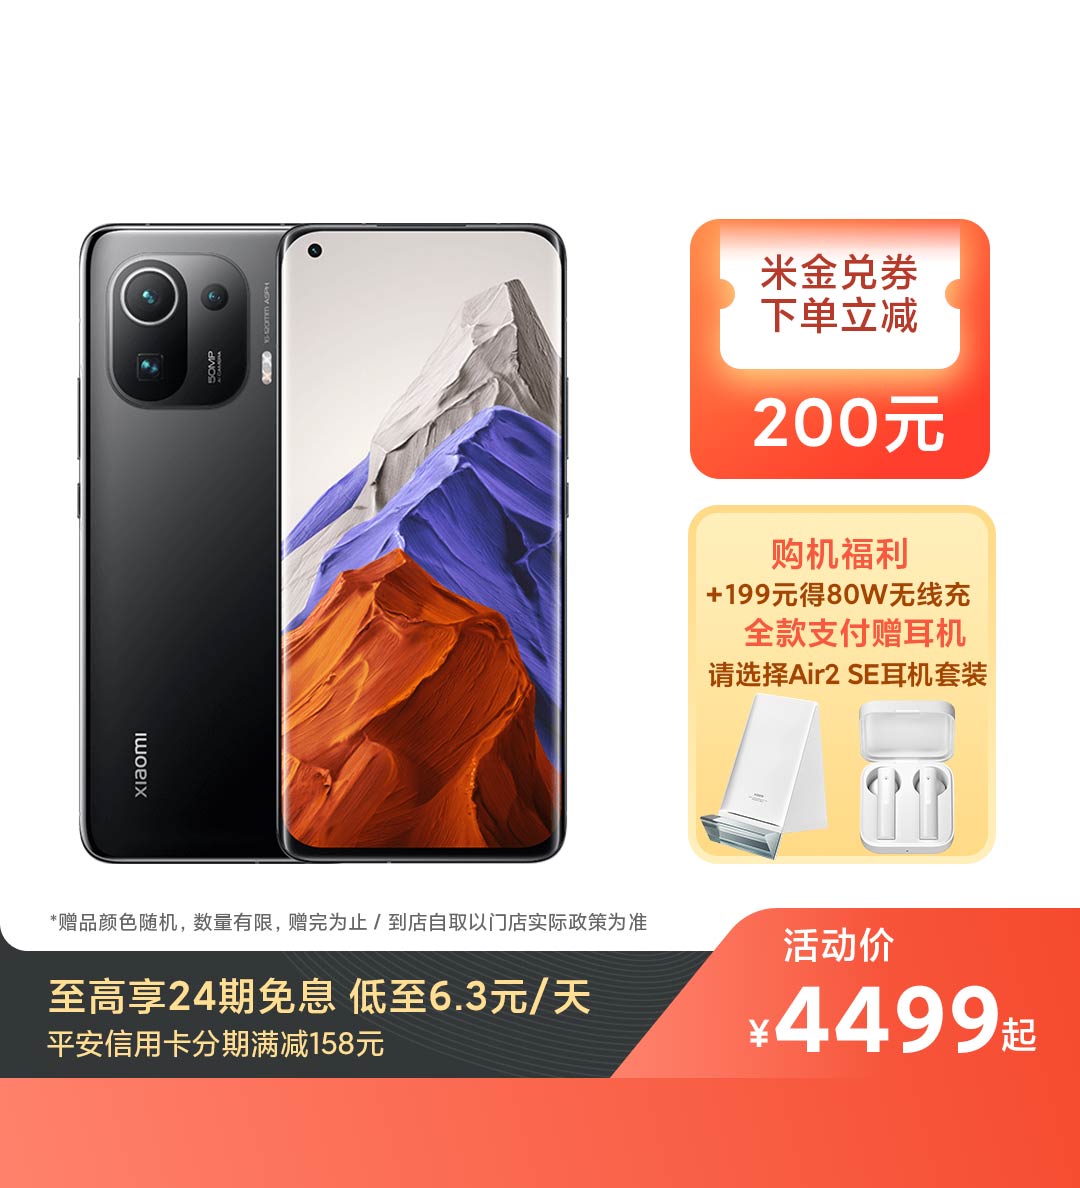 米金兑券
下单立减
200元
16-120mm ASPH
50MP
AI CAMERA
xiaomi
购机福利
+199元得80W无线充
全款支付赠耳机
请选择Air2 SE耳机套装
*赠品颜色随机，数量有限，赠完为止 / 到店自取以门店实际政策为准
至高享24期免息 低至6.3元/天
平安信用卡分期满减158元
活动价
¥4499起